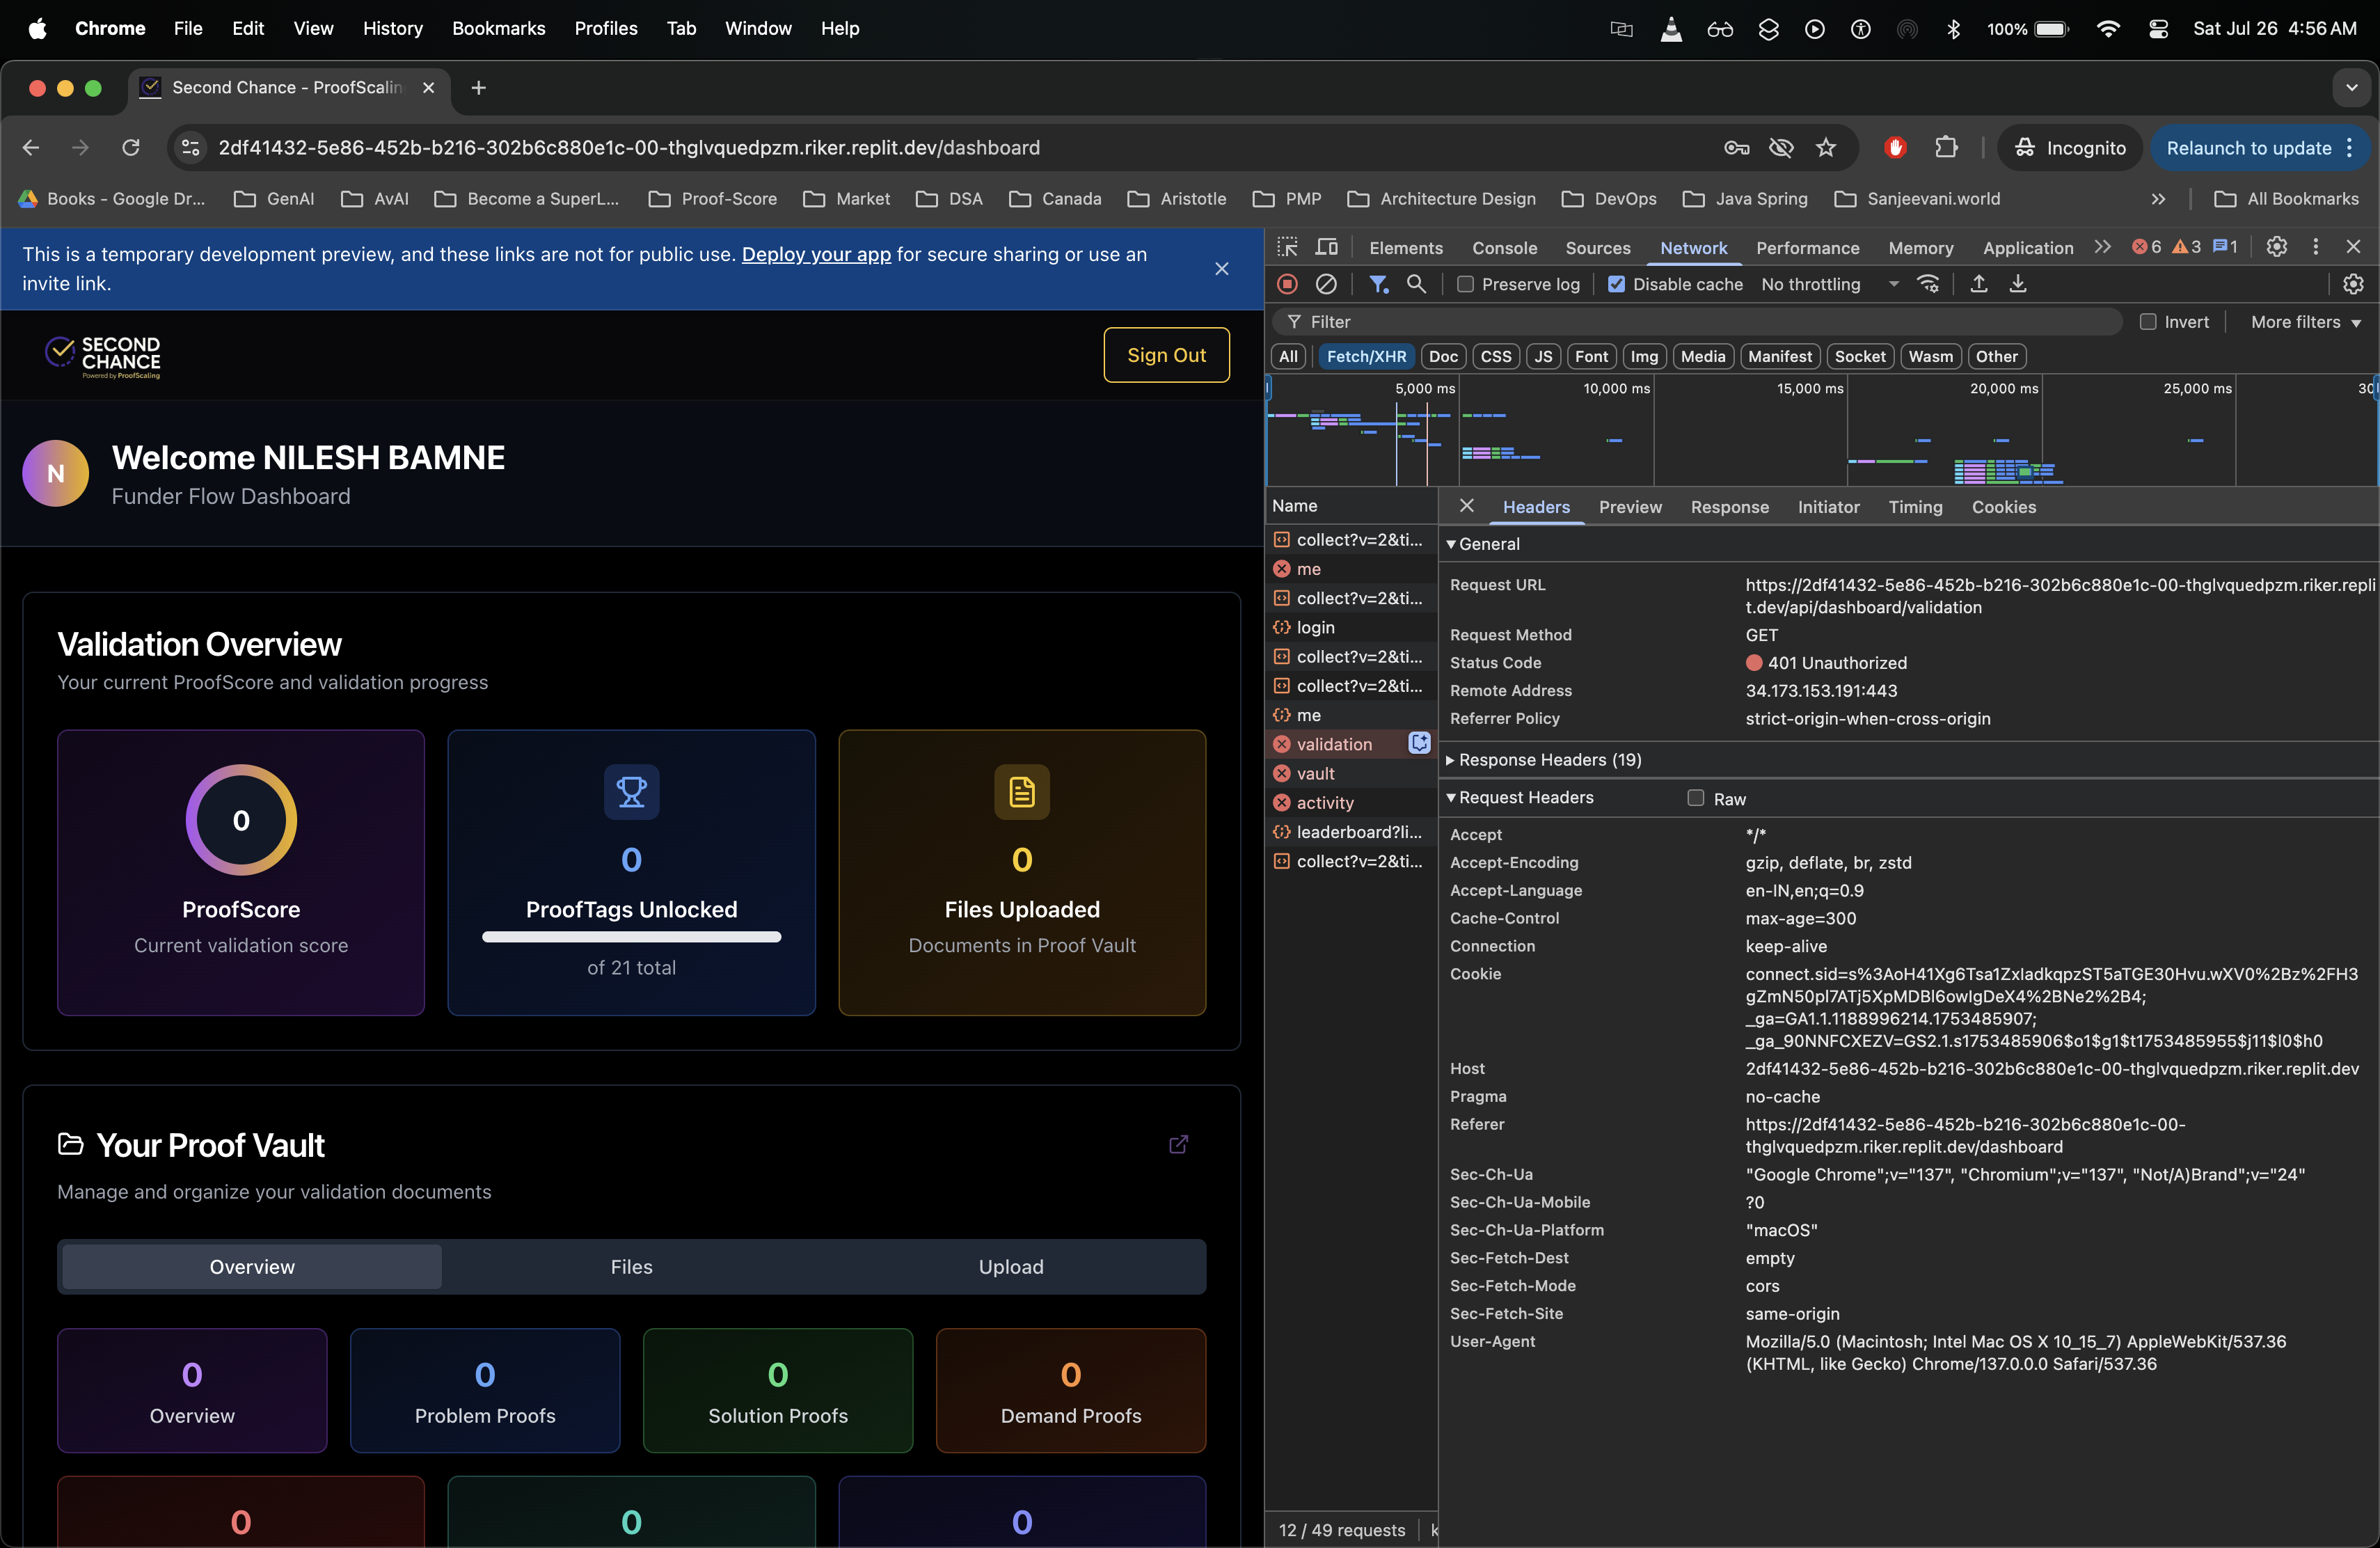 Chrome File Edit View History Bookmarks Profiles Tab Window Help 100% Sat Jul 26 4:56 AM
Second Chance - ProofScalin
2df41432-5e86-452b-b216-302b6c880e1c-00-thglvquedpzm.riker.replit.dev/dashboard Incognito Relaunch to update
Books - Google Dr... GenAI AvAI Become a SuperL... Proof-Score Market DSA Canada Aristotle PMP Architecture Design DevOps Java Spring Sanjeevani.world All Bookmarks
This is a temporary development preview, and these links are not for public use. Deploy your app for secure sharing or use an
invite link.
SECOND
CHANCE
Powered by ProofScaling
Sign Out
N
Welcome NILESH BAMNE
Funder Flow Dashboard
Validation Overview
Your current ProofScore and validation progress
0
ProofScore
Current validation score
0
ProofTags Unlocked
of 21 total
0
Files Uploaded
Documents in Proof Vault
Your Proof Vault
Manage and organize your validation documents
Overview Files Upload
0
Overview
0
Problem Proofs
0
Solution Proofs
0
Demand Proofs
0
0
0
Elements Console Sources Network Performance Memory Application 6 3 1
Preserve log Disable cache No throttling
Filter Invert More filters
All Fetch/XHR Doc CSS JS Font Img Media Manifest Socket Wasm Other
5,000 ms 10,000 ms 15,000 ms 20,000 ms 25,000 ms 30
Name
collect?v=2&ti...
me
collect?v=2&ti...
login
collect?v=2&ti...
collect?v=2&ti...
me
validation
vault
activity
leaderboard?li...
collect?v=2&ti...
12 / 49 requests k
Headers Preview Response Initiator Timing Cookies
General
Request URL https://2df41432-5e86-452b-b216-302b6c880e1c-00-thglvquedpzm.riker.repli
t.dev/api/dashboard/validation
Request Method GET
Status Code 401 Unauthorized
Remote Address 34.173.153.191:443
Referrer Policy strict-origin-when-cross-origin
Response Headers (19)
Request Headers Raw
Accept */*
Accept-Encoding gzip, deflate, br, zstd
Accept-Language en-IN,en;q=0.9
Cache-Control max-age=300
Connection keep-alive
Cookie connect.sid=s%3AoH41Xg6Tsa1ZxladkqpzST5aTGE30Hvu.wXV0%2Bz%2FH3
gZmN50pl7ATj5XpMDBl6owIgDeX4%2BNe2%2B4;
_ga=GA1.1.1188996214.1753485907;
_ga_90NNFCXEZV=GS2.1.s1753485906$o1$g1$t1753485955$j11$l0$h0
Host 2df41432-5e86-452b-b216-302b6c880e1c-00-thglvquedpzm.riker.replit.dev
Pragma no-cache
Referer https://2df41432-5e86-452b-b216-302b6c880e1c-00-
thglvquedpzm.riker.replit.dev/dashboard
Sec-Ch-Ua "Google Chrome";v="137", "Chromium";v="137", "Not/A)Brand";v="24"
Sec-Ch-Ua-Mobile ?0
Sec-Ch-Ua-Platform "macOS"
Sec-Fetch-Dest empty
Sec-Fetch-Mode cors
Sec-Fetch-Site same-origin
User-Agent Mozilla/5.0 (Macintosh; Intel Mac OS X 10_15_7) AppleWebKit/537.36
(KHTML, like Gecko) Chrome/137.0.0.0 Safari/537.36